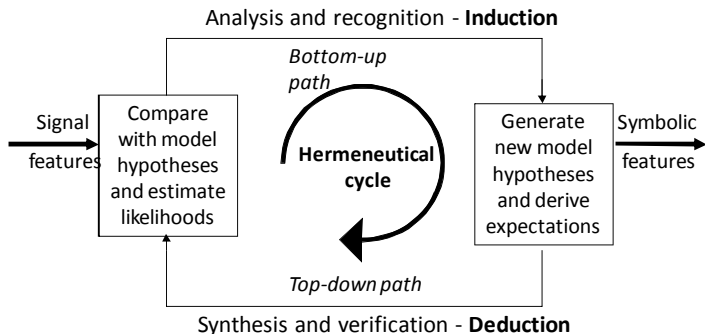 Analysis and recognition - Induction
Bottom-up
path
Signal
features
Compare
with model
hypotheses
and estimate
likelihoods
Hermeneutical
cycle
Generate
new model
hypotheses
and derive
expectations
Symbolic
features
Top-down path
Synthesis and verification - Deduction